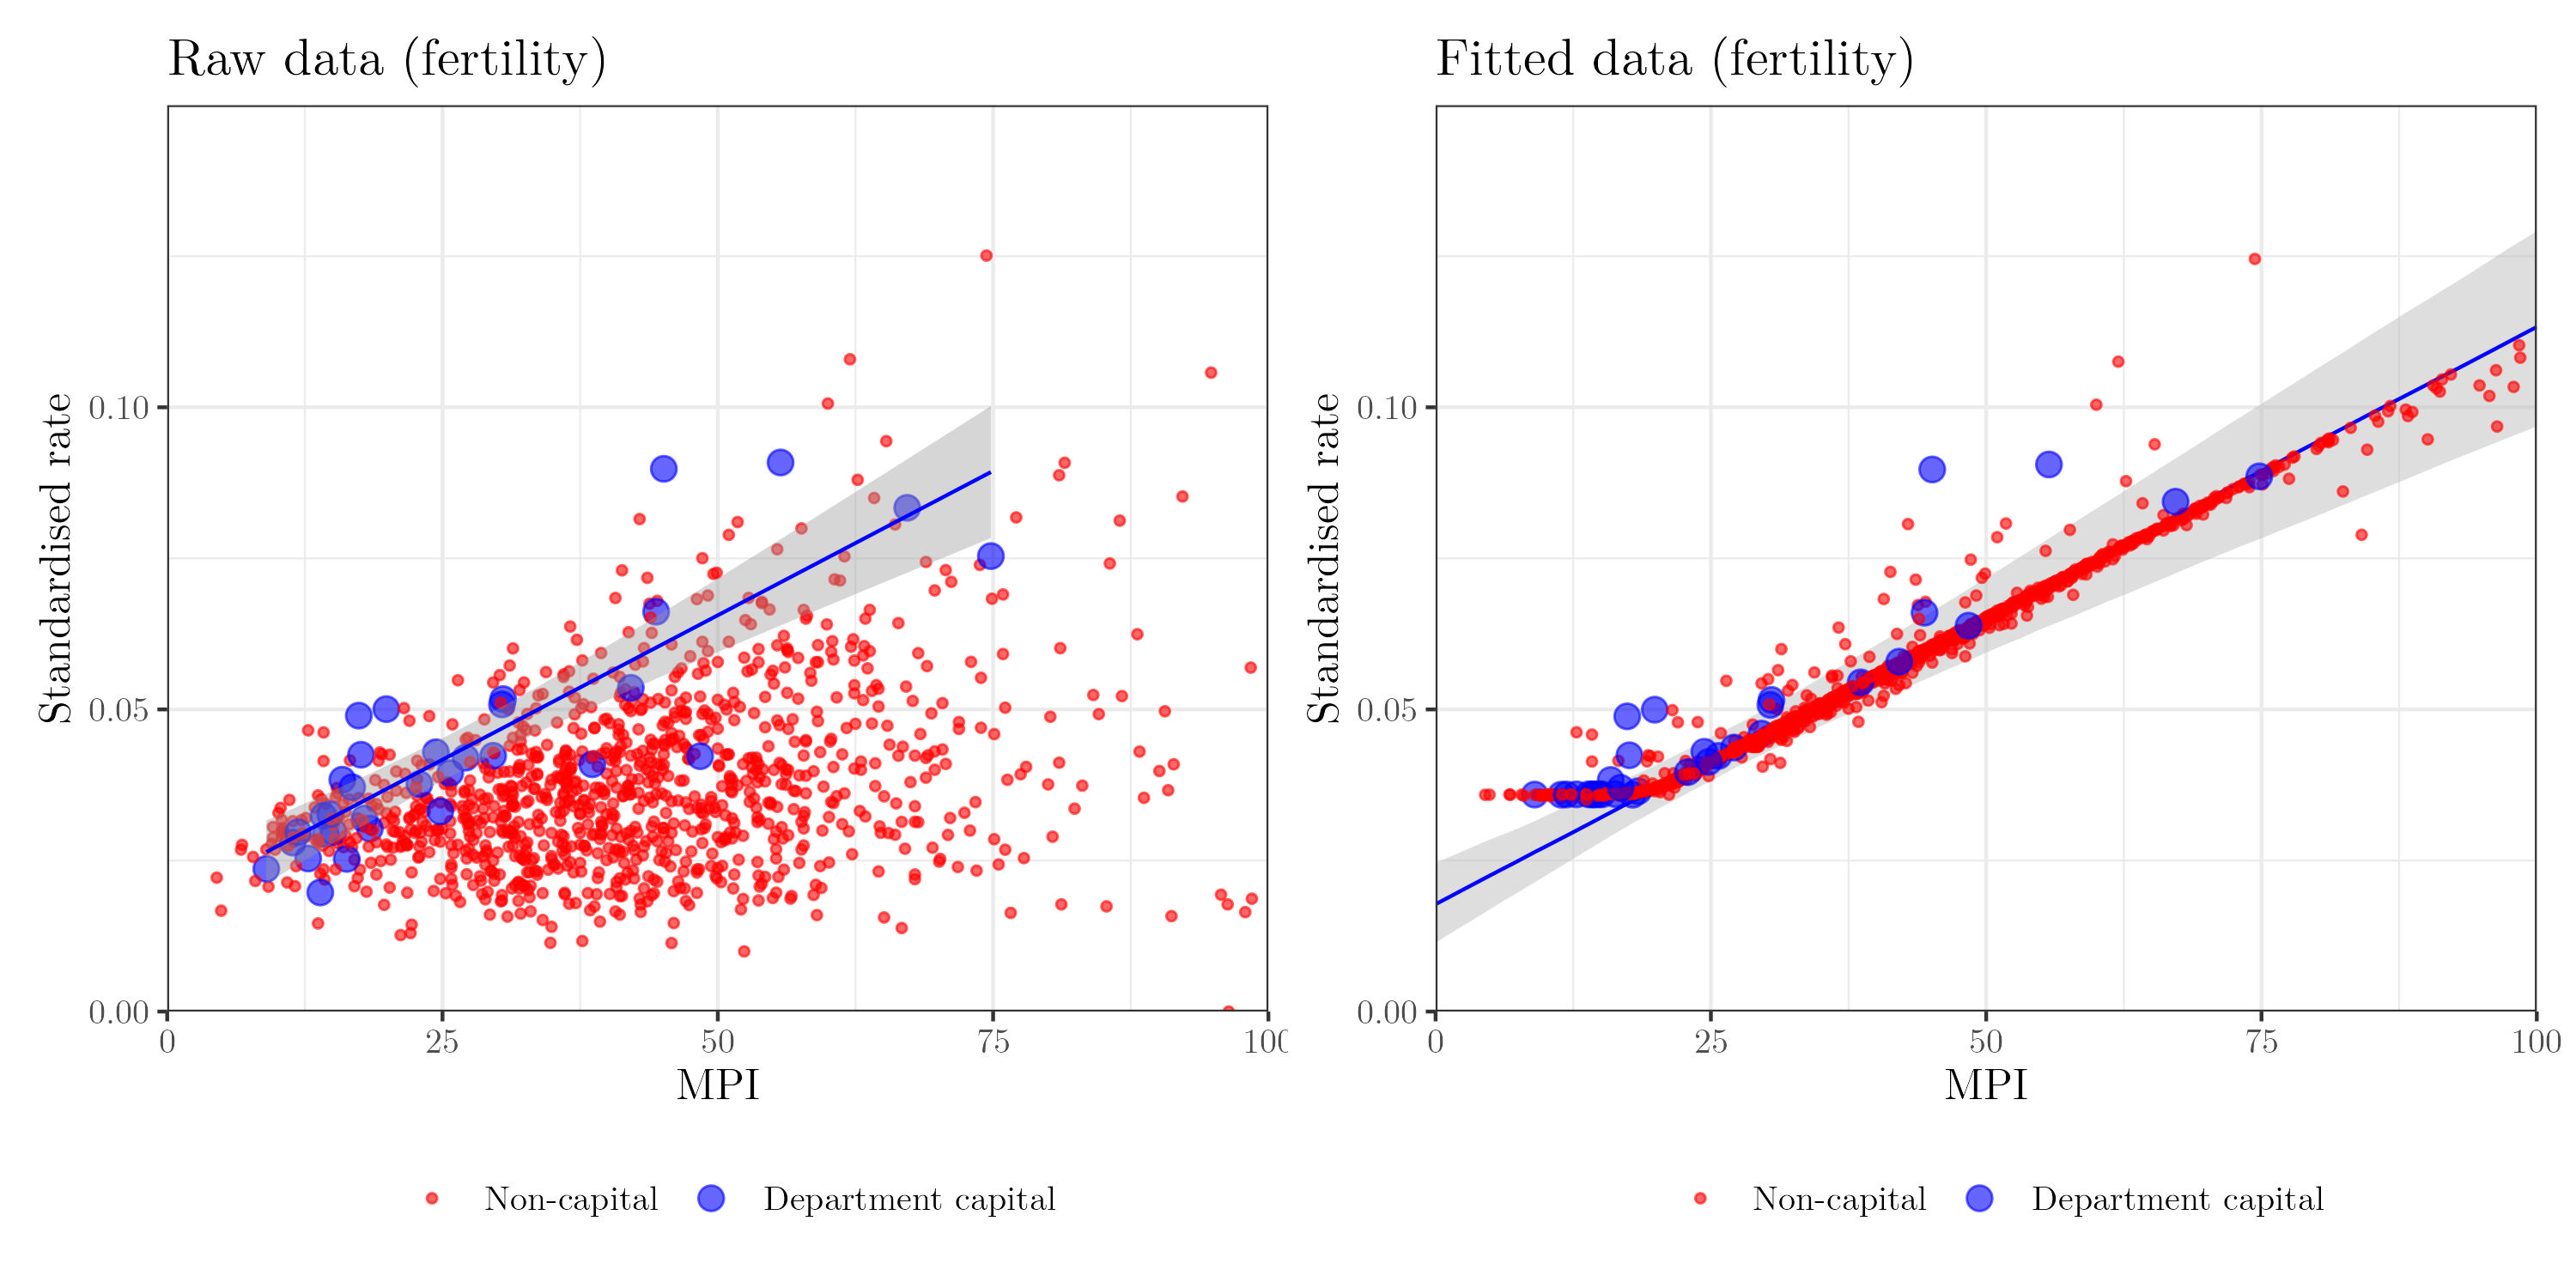 Raw data (fertility)
Standardised rate
0.10
0.05
0.00
0 25 50 75 100
MPI
Non-capital Department capital
Fitted data (fertility)
Standardised rate
0.10
0.05
0.00
0 25 50 75 100
MPI
Non-capital Department capital